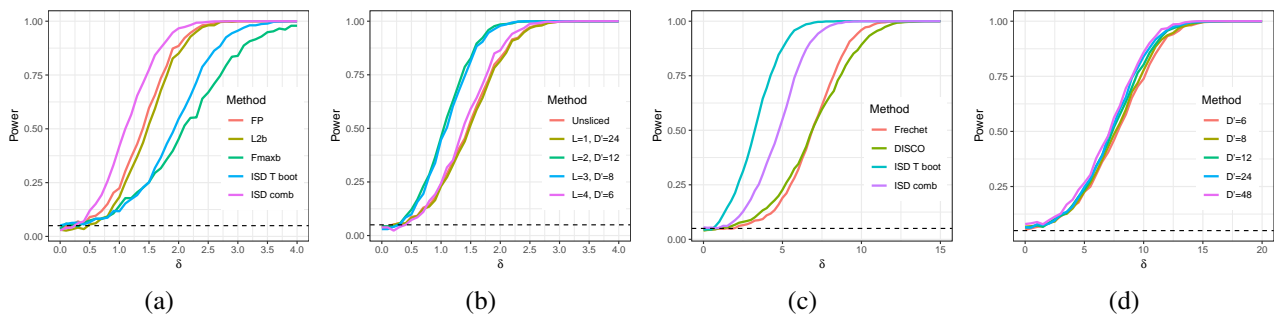 1.00
0.75
0.50
0.25
0.00
Power
0.0 0.5 1.0 1.5 2.0 2.5 3.0 3.5 4.0
δ
Method
FP
L2b
Fmaxb
ISD T boot
ISD comb
(a)
1.00
0.75
0.50
0.25
0.00
Power
0.0 0.5 1.0 1.5 2.0 2.5 3.0 3.5 4.0
δ
Method
Unsliced
L=1, D'=24
L=2, D'=12
L=3, D'=8
L=4, D'=6
(b)
1.00
0.75
0.50
0.25
0.00
Power
0 5 10 15
δ
Method
Frechet
DISCO
ISD T boot
ISD comb
(c)
1.00
0.75
0.50
0.25
Power
0 5 10 15 20
δ
Method
D'=6
D'=8
D'=12
D'=24
D'=48
(d)